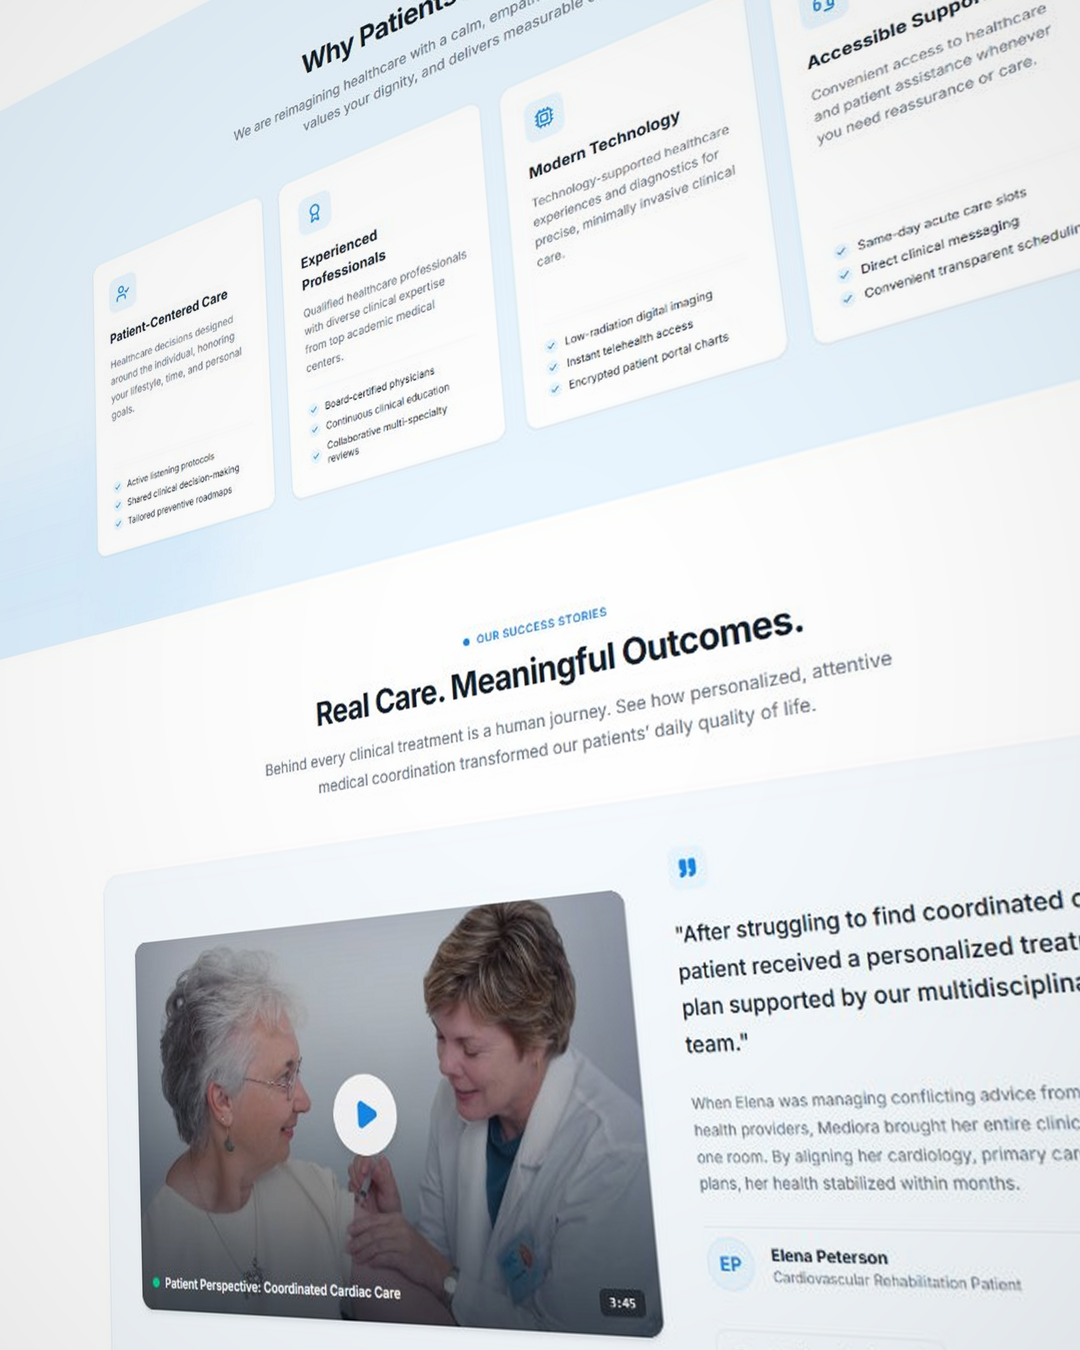 Why Patients
We are reimagining healthcare with a calm,
values your dignity, and delivers measurable
Patient-Centered Care
Healthcare decisions designed
around the individual, honoring
your lifestyle, time, and personal
goals.
Active listening protocols
Shared clinical decision-making
Tailored preventive roadmaps
Experienced
Professionals
Qualified healthcare professionals
with diverse clinical expertise
from top academic medical
centers.
Board-certified physicians
Continuous clinical education
Collaborative multi-specialty
reviews
Modern Technology
Technology-supported healthcare
experiences and diagnostics for
precise, minimally invasive clinical
care.
Low-radiation digital imaging
Instant telehealth access
Encrypted patient portal charts
Accessible
Convenient access to healthcare
and patient assistance whenever
you need reassurance or care.
Same-day acute care slots
Direct clinical messaging
Convenient transparent
OUR SUCCESS STORIES
Real Care. Meaningful Outcomes.
Behind every clinical treatment is a human journey. See how personalized, attentive
medical coordination transformed our patients' daily quality of life.
Patient Perspective: Coordinated Cardiac Care
3:45
"After struggling to find coordinated
patient received a personalized
plan supported by our
team."
When Elena was managing conflicting advice from
health providers, Mediora brought her entire
one room. By aligning her cardiology, primary
plans, her health stabilized within months.
EP
Elena Peterson
Cardiovascular Rehabilitation Patient